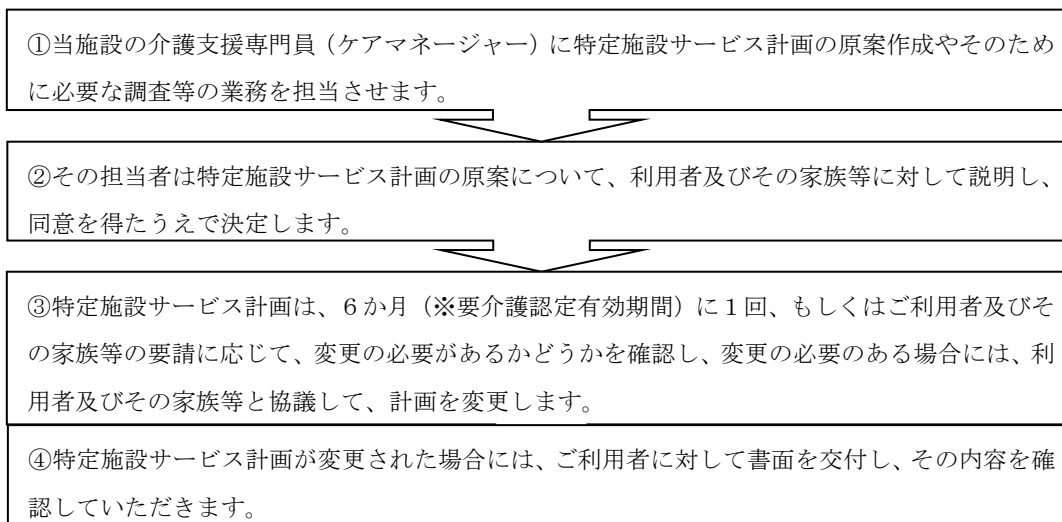 ①当施設の介護支援専門員（ケアマネージャー）に特定施設サービス計画の原案作成やそのため
に必要な調査等の業務を担当させます。
②その担当者は特定施設サービス計画の原案について、利用者及びその家族等に対して説明し、
同意を得たうえで決定します。
③特定施設サービス計画は、６か月（※要介護認定有効期間）に１回、もしくはご利用者及びそ
の家族等の要請に応じて、変更の必要があるかどうかを確認し、変更の必要のある場合には、利
用者及びその家族等と協議して、計画を変更します。
④特定施設サービス計画が変更された場合には、ご利用者に対して書面を交付し、その内容を確
認していただきます。